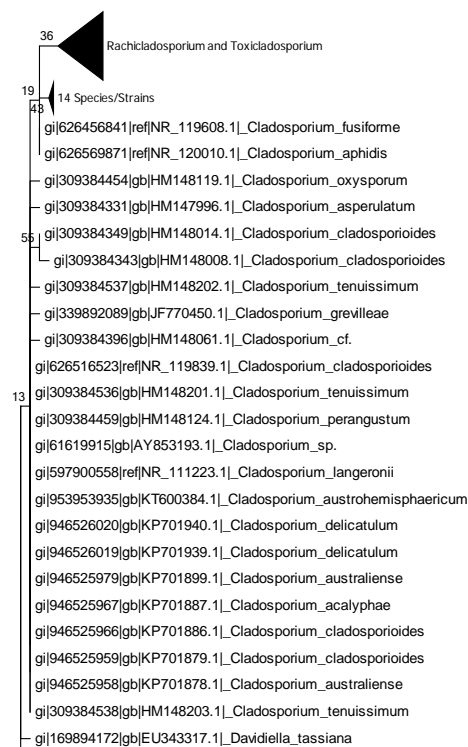 36
Rachicladosporium and Toxicladosporium
19
14 Species/Strains
43
gi|626456841|ref|NR_119608.1|_Cladosporium_fusiforme
gi|626569871|ref|NR_120010.1|_Cladosporium_aphidis
gi|309384454|gb|HM148119.1|_Cladosporium_oxysporum
gi|309384331|gb|HM147996.1|_Cladosporium_asperulatum
gi|309384349|gb|HM148014.1|_Cladosporium_cladosporioides
55
gi|309384343|gb|HM148008.1|_Cladosporium_cladosporioides
gi|309384537|gb|HM148202.1|_Cladosporium_tenuissimum
gi|339892089|gb|JF770450.1|_Cladosporium_grevilleae
gi|309384396|gb|HM148061.1|_Cladosporium_cf.
gi|626516523|ref|NR_119839.1|_Cladosporium_cladosporioides
gi|309384536|gb|HM148201.1|_Cladosporium_tenuissimum
13
gi|309384459|gb|HM148124.1|_Cladosporium_perangustum
gi|61619915|gb|AY853193.1|_Cladosporium_sp.
gi|597900558|ref|NR_111223.1|_Cladosporium_langeronii
gi|953953935|gb|KT600384.1|_Cladosporium_austrohemisphaericum
gi|946526020|gb|KP701940.1|_Cladosporium_delicatulum
gi|946526019|gb|KP701939.1|_Cladosporium_delicatulum
gi|946525979|gb|KP701899.1|_Cladosporium_australiense
gi|946525967|gb|KP701887.1|_Cladosporium_acalyphae
gi|946525966|gb|KP701886.1|_Cladosporium_cladosporioides
gi|946525959|gb|KP701879.1|_Cladosporium_cladosporioides
gi|946525958|gb|KP701878.1|_Cladosporium_australiense
gi|309384538|gb|HM148203.1|_Cladosporium_tenuissimum
gi|169894172|gb|EU343317.1|_Davidiella_tassiana